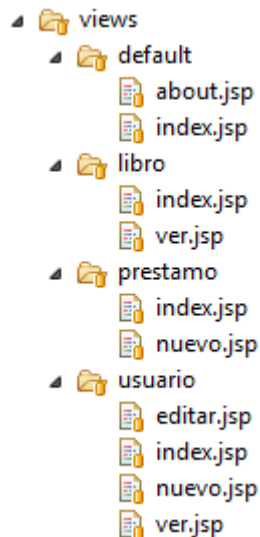 views
default
about.jsp
index.jsp
libro
index.jsp
ver.jsp
prestamo
index.jsp
nuevo.jsp
usuario
editar.jsp
index.jsp
nuevo.jsp
ver.jsp